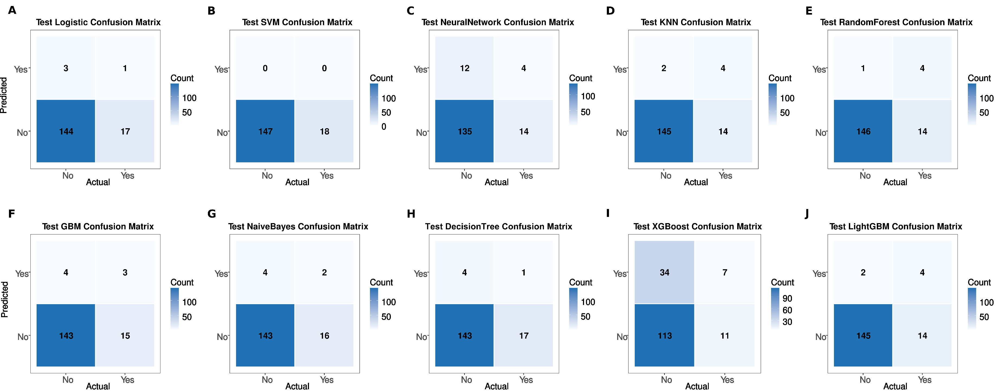 A
Test Logistic Confusion Matrix
Predicted
Yes
No
3
1
144
17
No
Yes
Actual
Count
100
50
B
Test SVM Confusion Matrix
Yes
No
0
0
147
18
No
Yes
Actual
Count
100
50
0
C
Test NeuralNetwork Confusion Matrix
Yes
No
12
4
135
14
No
Yes
Actual
Count
100
50
D
Test KNN Confusion Matrix
Yes
No
2
4
145
14
No
Yes
Actual
Count
100
50
E
Test RandomForest Confusion Matrix
Yes
No
1
4
146
14
No
Yes
Actual
Count
100
50
F
Test GBM Confusion Matrix
Predicted
Yes
No
4
3
143
15
No
Yes
Actual
Count
100
50
G
Test NaiveBayes Confusion Matrix
Yes
No
4
2
143
16
No
Yes
Actual
Count
100
50
H
Test DecisionTree Confusion Matrix
Yes
No
4
1
143
17
No
Yes
Actual
Count
100
50
I
Test XGBoost Confusion Matrix
Yes
No
34
7
113
11
No
Yes
Actual
Count
90
60
30
J
Test LightGBM Confusion Matrix
Yes
No
2
4
145
14
No
Yes
Actual
Count
100
50